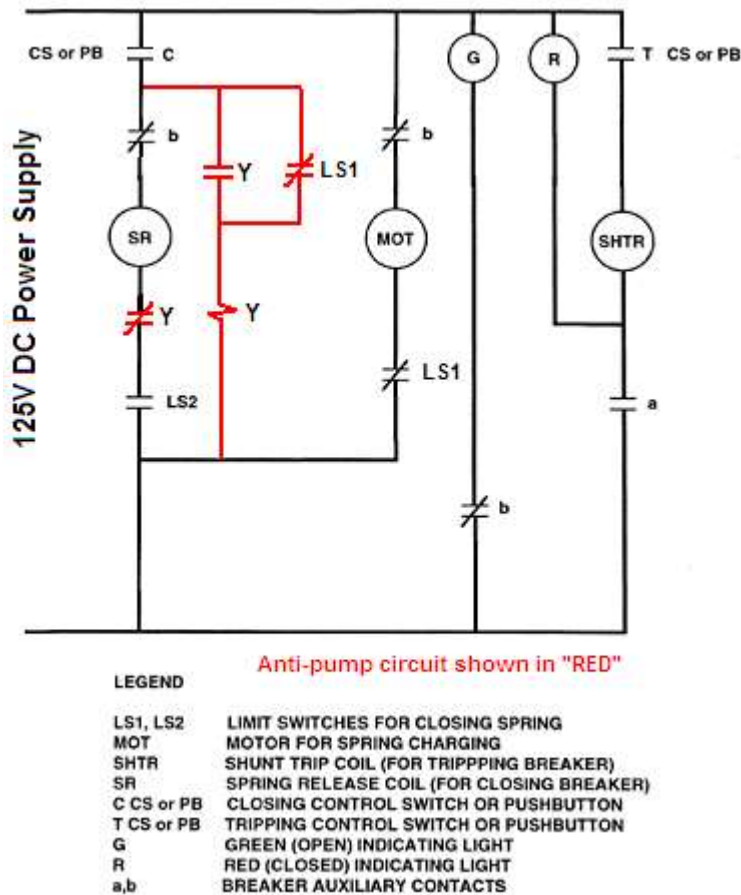 CS or PB C
T CS or PB
G
R
b
b
Y
LS1
125V DC Power Supply
SR
MOT
SHTR
Y
Y
LS1
LS2
a
b
Anti-pump circuit shown in "RED"
LEGEND
LS1, LS2 LIMIT SWITCHES FOR CLOSING SPRING
MOT MOTOR FOR SPRING CHARGING
SHTR SHUNT TRIP COIL (FOR TRIPPPING BREAKER)
SR SPRING RELEASE COIL (FOR CLOSING BREAKER)
C CS or PB CLOSING CONTROL SWITCH OR PUSHBUTTON
T CS or PB TRIPPING CONTROL SWITCH OR PUSHBUTTON
G GREEN (OPEN) INDICATING LIGHT
R RED (CLOSED) INDICATING LIGHT
a,b BREAKER AUXILIARY CONTACTS